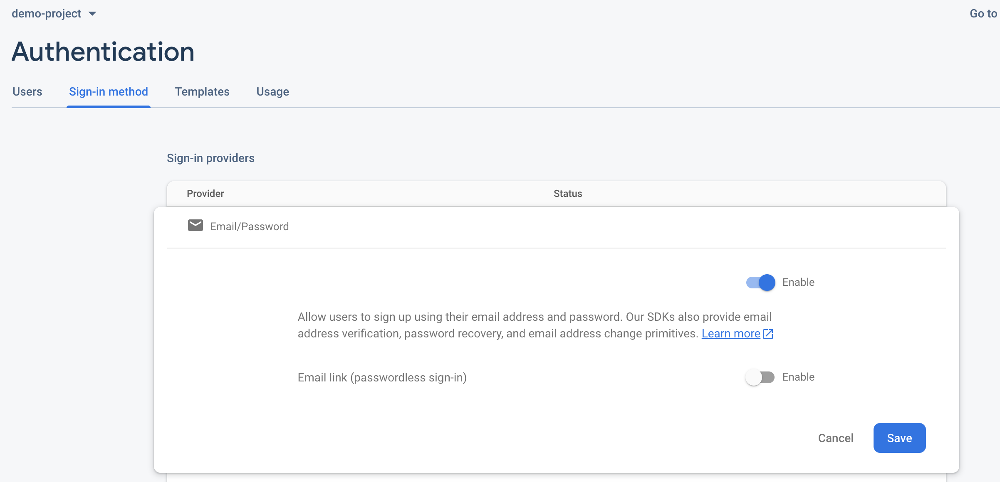 demo-project
Go to
Authentication
Users Sign-in method Templates Usage
Sign-in providers
Provider Status
Email/Password
Enable
Allow users to sign up using their email address and password. Our SDKs also provide email
address verification, password recovery, and email address change primitives. Learn more
Email link (passwordless sign-in) Enable
Cancel Save